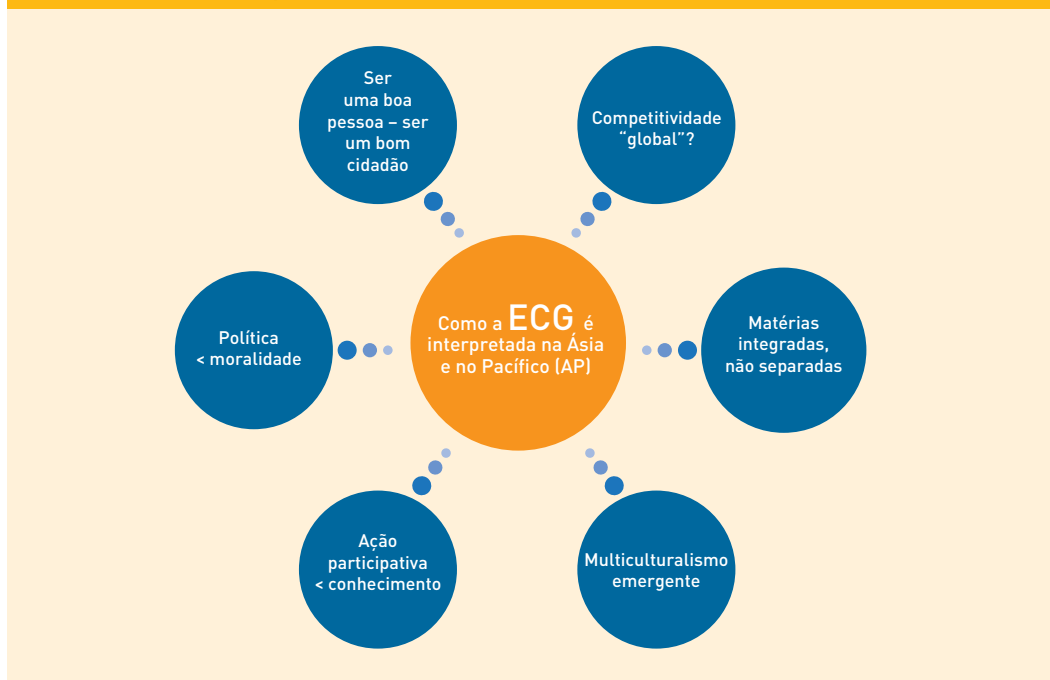 Ser
uma boa
pessoa – ser
um bom
cidadão
Competitividade
“global”?
Política
< moralidade
Como a ECG é
interpretada na Ásia
e no Pacífico (AP)
Matérias
integradas,
não separadas
Ação
participativa
< conhecimento
Multiculturalismo
emergente